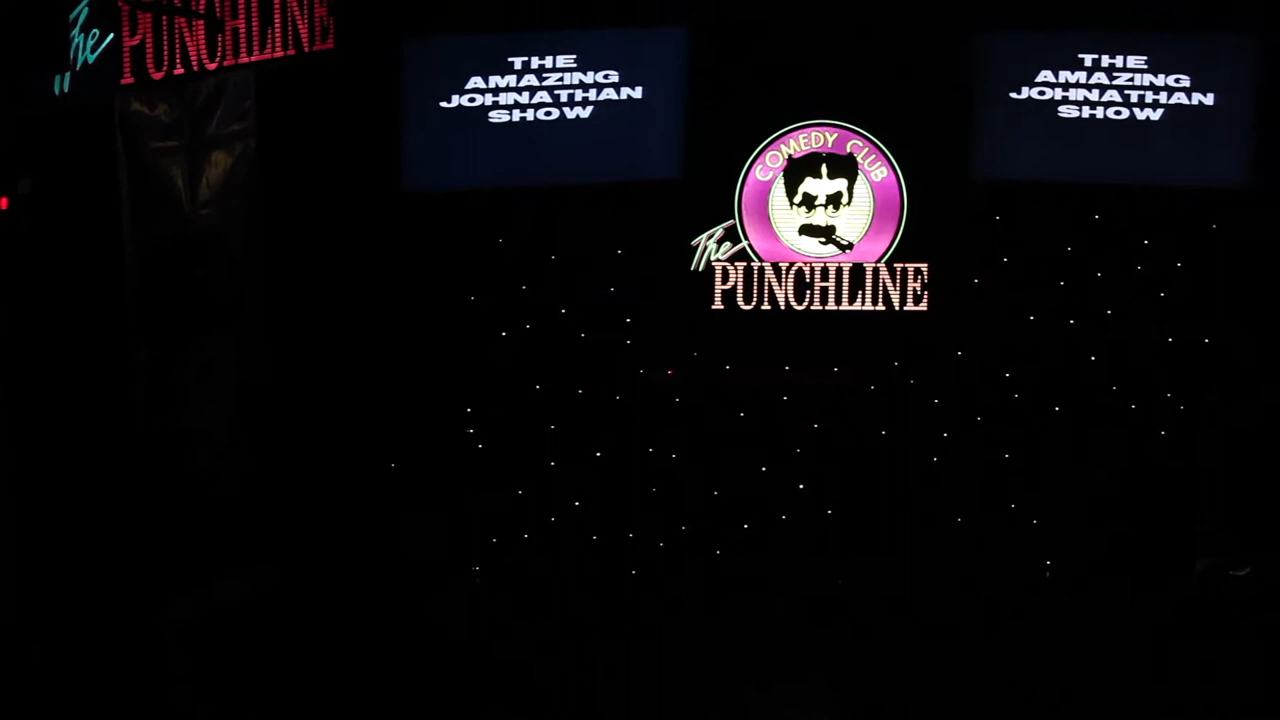 The
PUNCHLINE
THE
AMAZING
JOHNATHAN
SHOW
THE
AMAZING
JOHNATHAN
SHOW
COMEDY CLUB
The
PUNCHLINE